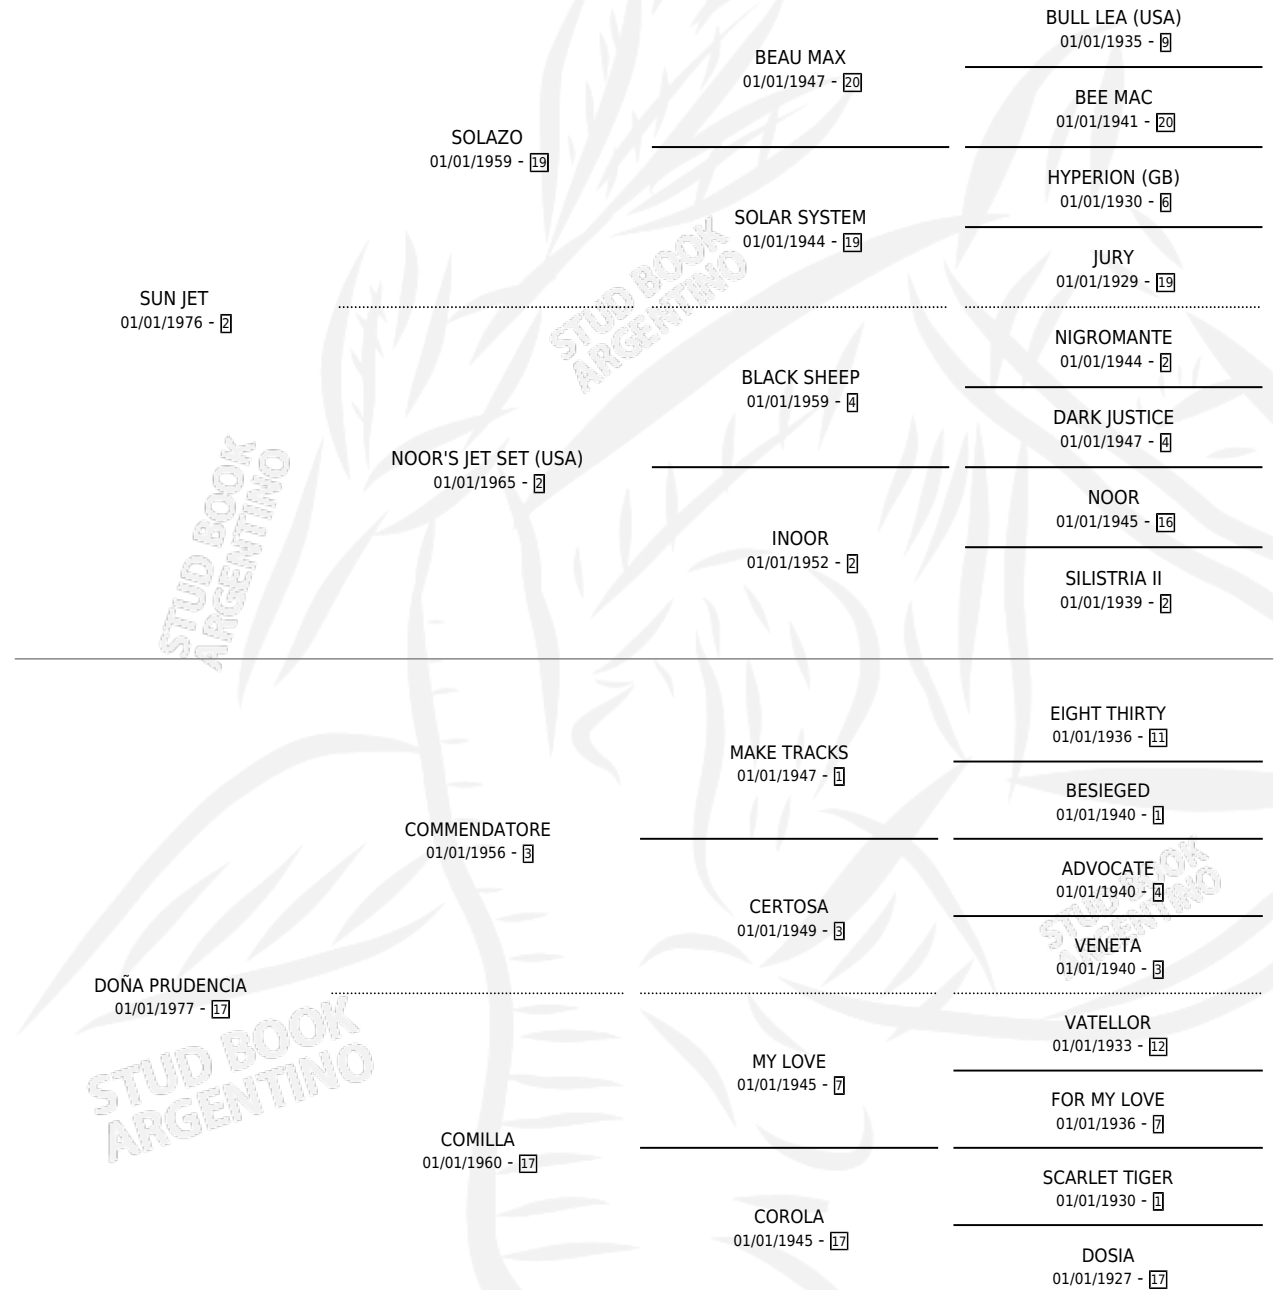 BULL LEA (USA)
01/01/1935 - 9
BEAU MAX
01/01/1947 - 20
BEE MAC
01/01/1941 - 20
SOLAZO
01/01/1959 - 19
HYPERION (GB)
01/01/1930 - 6
SOLAR SYSTEM
01/01/1944 - 19
JURY
01/01/1929 - 19
SUN JET
01/01/1976 - 2
STUD BOOK
ARGENTINO
NIGROMANTE
01/01/1944 - 2
BLACK SHEEP
01/01/1959 - 4
DARK JUSTICE
01/01/1947 - 4
NOOR'S JET SET (USA)
01/01/1965 - 2
NOOR
01/01/1945 - 16
INOOR
01/01/1952 - 2
SILISTRIA II
01/01/1939 - 2
STUD BOOK
ARGENTINO
EIGHT THIRTY
01/01/1936 - 11
MAKE TRACKS
01/01/1947 - 1
BESIEGED
01/01/1940 - 1
COMMENDATORE
01/01/1956 - 3
ADVOCATE
01/01/1940 - 4
CERTOSA
01/01/1949 - 3
VENETA
01/01/1940 - 3
STUD BOOK
ARGENTINO
DOÑA PRUDENCIA
01/01/1977 - 17
VATELLOR
01/01/1933 - 12
MY LOVE
01/01/1945 - 7
FOR MY LOVE
01/01/1936 - 7
STUD BOOK
ARGENTINO
COMILLA
01/01/1960 - 17
SCARLET TIGER
01/01/1930 - 1
COROLA
01/01/1945 - 17
DOSIA
01/01/1927 - 17